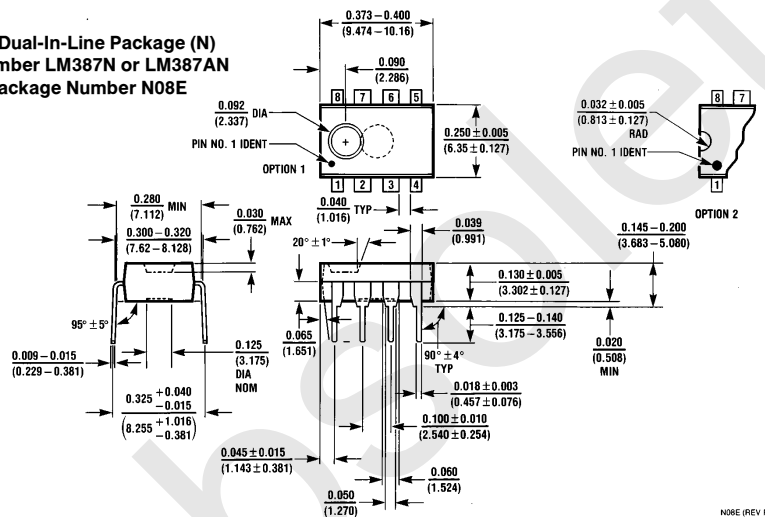 Dual-In-Line Package (N)
mber LM387N or LM387AN
ackage Number N08E
0.373 – 0.400
(9.474 – 10.16)
0.090
(2.286)
8 7 6 5
0.092 DIA
(2.337)
PIN NO. 1 IDENT
OPTION 1
0.250 ± 0.005
(6.35 ± 0.127)
1 2 3 4
0.032 ± 0.005
(0.813 ± 0.127)
RAD
PIN NO. 1 IDENT
8 7
1
OPTION 2
0.280 MIN
(7.112)
0.300 – 0.320
(7.62 – 8.128)
0.030 MAX
(0.762)
0.040 TYP
(1.016)
0.039
(0.991)
0.145 – 0.200
(3.683 – 5.080)
20° ± 1°
0.130 ± 0.005
(3.302 ± 0.127)
95° ± 5°
0.065
(1.651)
0.125 – 0.140
(3.175 – 3.556)
0.020
(0.508)
MIN
90° ± 4°
TYP
0.009 – 0.015
(0.229 – 0.381)
0.125
(3.175)
DIA
NOM
0.018 ± 0.003
(0.457 ± 0.076)
0.325 +0.040 −0.015
(8.255 +1.016 −0.381)
0.100 ± 0.010
(2.540 ± 0.254)
0.045 ± 0.015
(1.143 ± 0.381)
0.060
(1.524)
0.050
(1.270)
N08E (REV
bsole